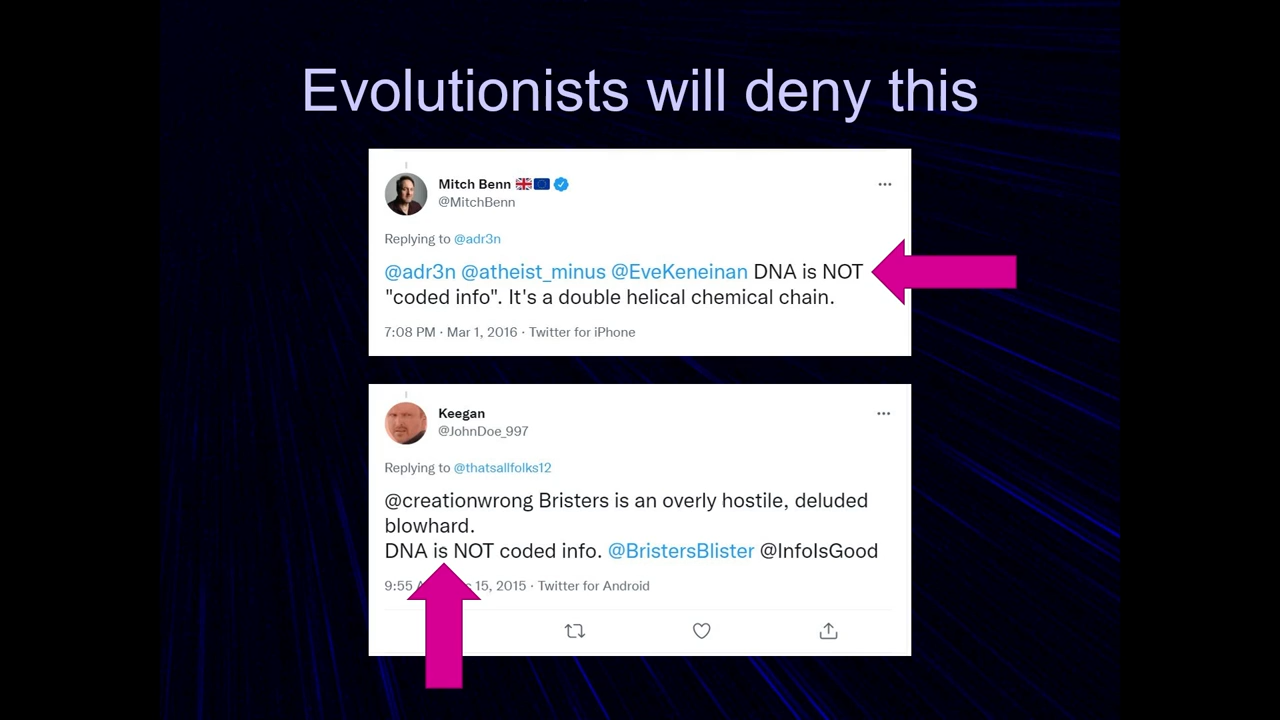 Evolutionists will deny this
Mitch Benn
@MitchBenn
Replying to @adr3n
@adr3n @atheist_minus @EveKeneinan DNA is NOT
"coded info". It's a double helical chemical chain.
7:08 PM · Mar 1, 2016 · Twitter for iPhone
Keegan
@JohnDoe_997
Replying to @thatsallfolks12
@creationwrong Bristers is an overly hostile, deluded
blowhard.
DNA is NOT coded info. @BristersBlister @InfoIsGood
9:55 15, 2015 · Twitter for Android